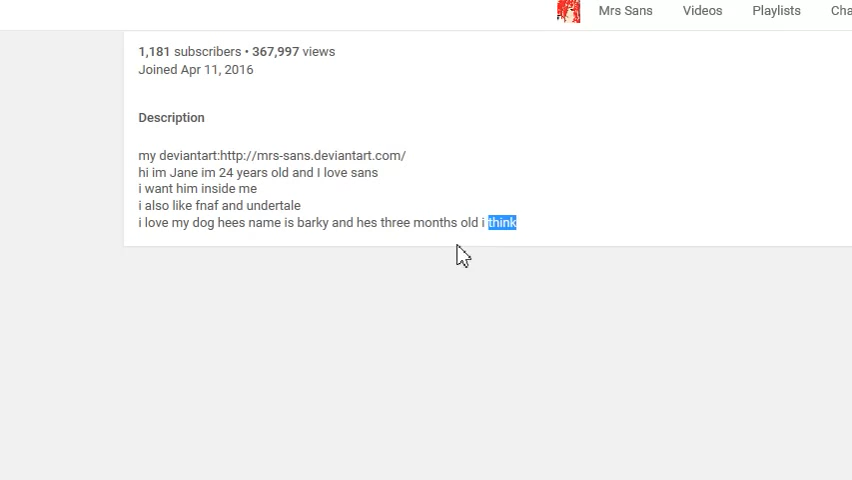 Mrs Sans Videos Playlists Cha
1,181 subscribers • 367,997 views
Joined Apr 11, 2016
Description
my deviantart:http://mrs-sans.deviantart.com/
hi im Jane im 24 years old and I love sans
i want him inside me
i also like fnaf and undertale
i love my dog hees name is barky and hes three months old i think